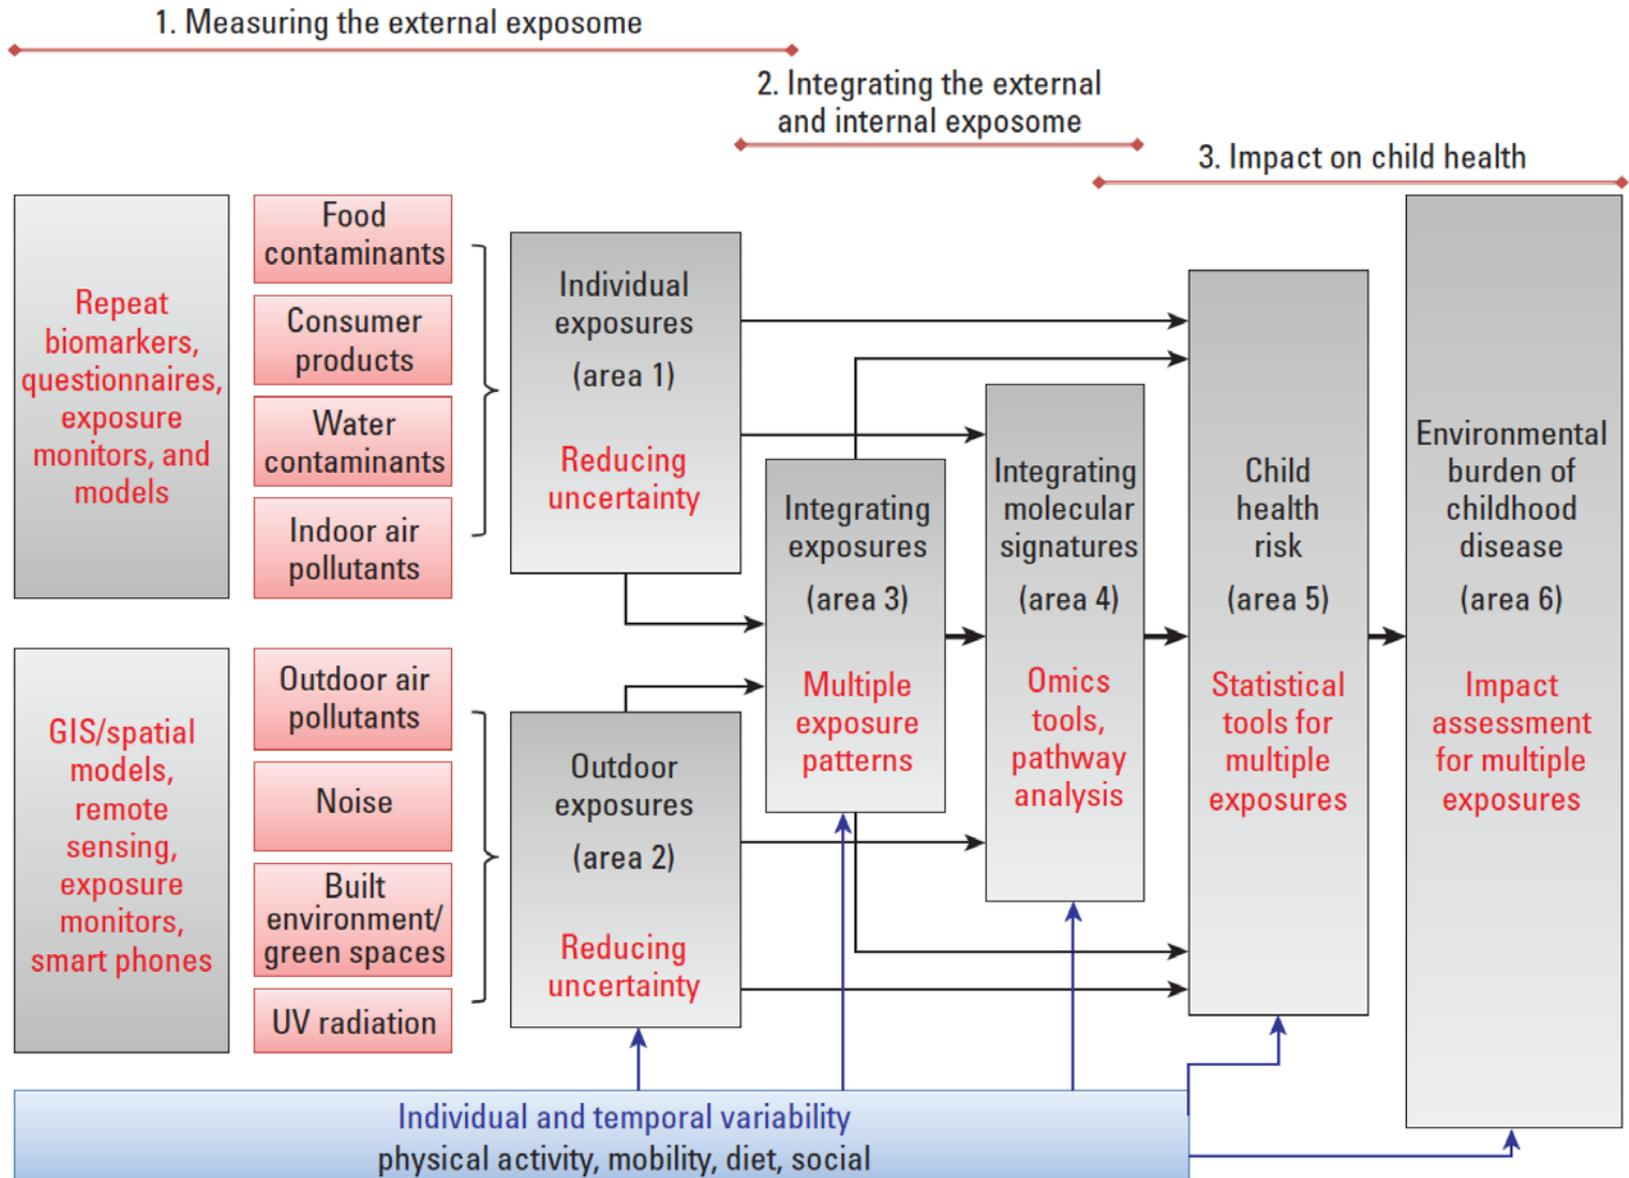 1. Measuring the external exposome
2. Integrating the external
and internal exposome
3. Impact on child health
Repeat
biomarkers,
questionnaires,
exposure
monitors, and
models
Food
contaminants
Consumer
products
Water
contaminants
Indoor air
pollutants
Individual
exposures
(area 1)
Reducing
uncertainty
GIS/spatial
models,
remote
sensing,
exposure
monitors,
smart phones
Outdoor air
pollutants
Noise
Built
environment/
green spaces
UV radiation
Outdoor
exposures
(area 2)
Reducing
uncertainty
Integrating
exposures
(area 3)
Multiple
exposure
patterns
Integrating
molecular
signatures
(area 4)
Omics
tools,
pathway
analysis
Child
health
risk
(area 5)
Statistical
tools for
multiple
exposures
Environmental
burden of
childhood
disease
(area 6)
Impact
assessment
for multiple
exposures
Individual and temporal variability
physical activity, mobility, diet, social